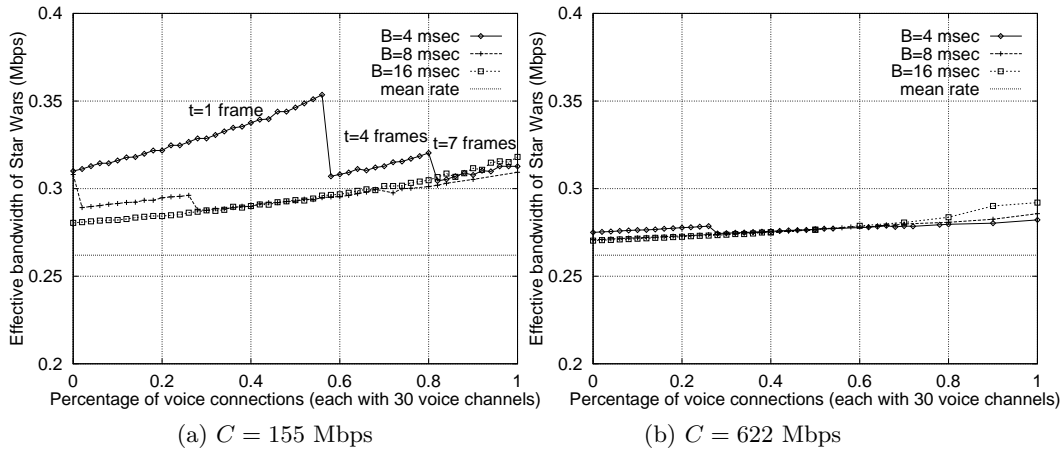 Effective bandwidth of Star Wars (Mbps)
0.4
0.35
0.3
0.25
0.2
B=4 msec
B=8 msec
B=16 msec
mean rate
t=1 frame
t=4 frames
t=7 frames
0 0.2 0.4 0.6 0.8 1
Percentage of voice connections (each with 30 voice channels)
(a) C = 155 Mbps
Effective bandwidth of Star Wars (Mbps)
0.4
0.35
0.3
0.25
0.2
B=4 msec
B=8 msec
B=16 msec
mean rate
0 0.2 0.4 0.6 0.8 1
Percentage of voice connections (each with 30 voice channels)
(b) C = 622 Mbps